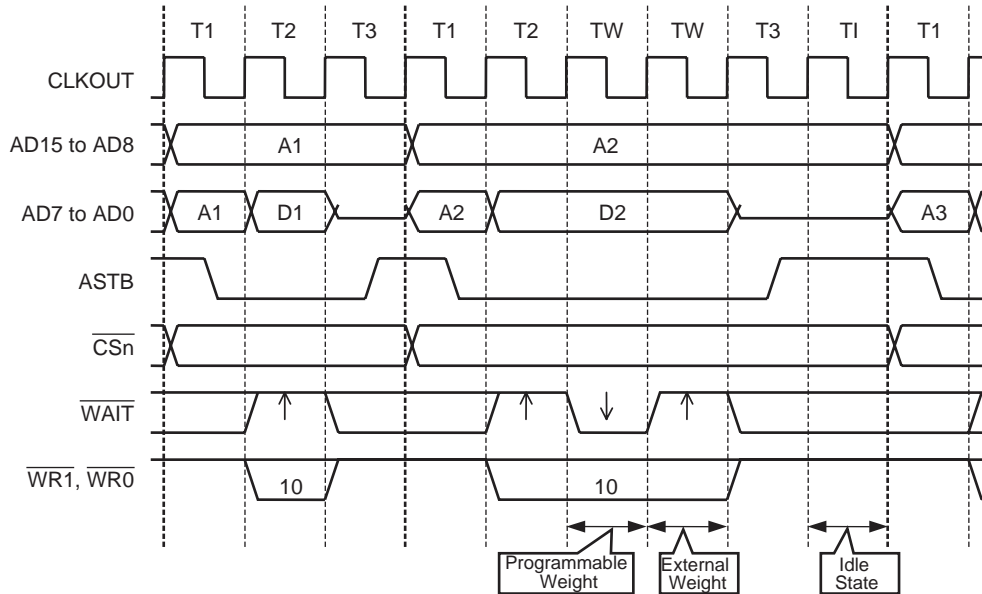 T1 T2 T3 T1 T2 TW TW T3 TI T1
CLKOUT
AD15 to AD8 A1 A2
AD7 to AD0 A1 D1 A2 D2 A3
ASTB
CSn
WAIT
WR1, WR0 10 10
Programmable Weight
External Weight
Idle State